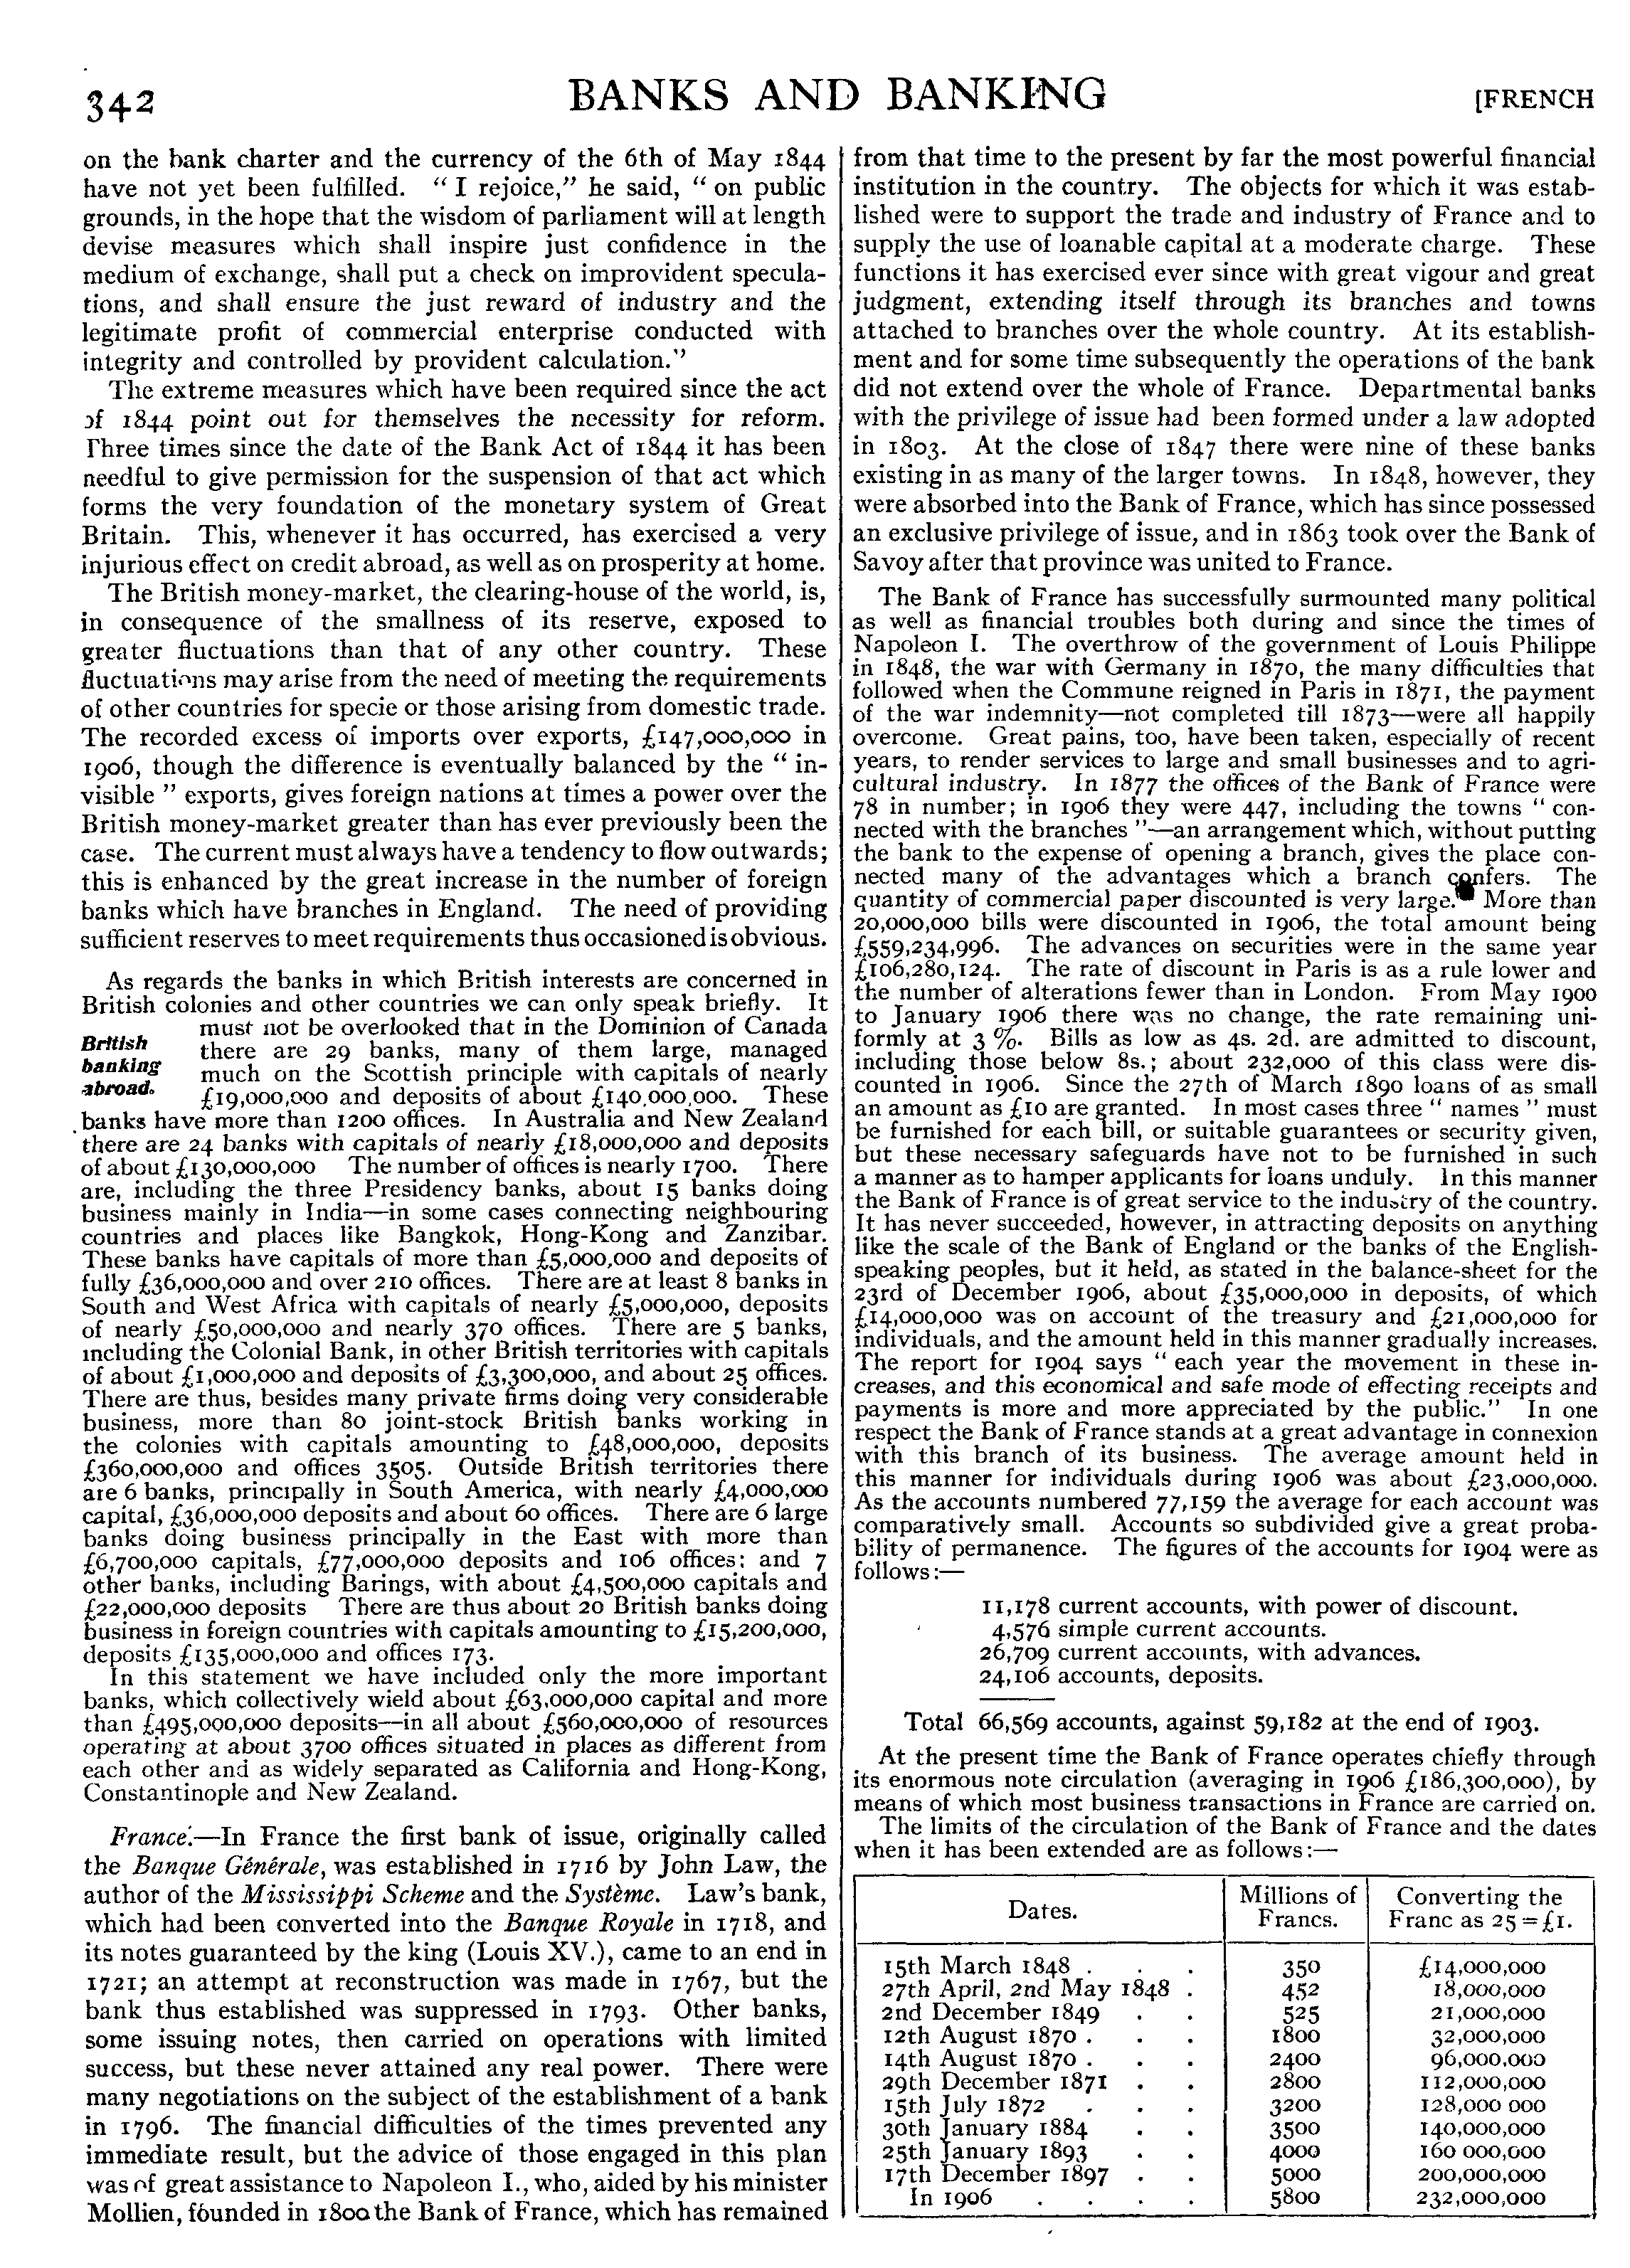 342
BANKS AND BANKING
[FRENCH
on the bank charter and the currency of the 6th of May 1844
have not yet been fulfilled. “ I rejoice,” he said, “ on public
grounds, in the hope that the wisdom of parliament will at length
devise measures which shall inspire just confidence in the
medium of exchange, shall put a check on improvident specula-
tions, and shall ensure the just reward of industry and the
legitimate profit of commercial enterprise conducted with
integrity and controlled by provident calculation.”
The extreme measures which have been required since the act
of 1844 point out for themselves the necessity for reform.
Three times since the date of the Bank Act of 1844 it has been
needful to give permission for the suspension of that act which
forms the very foundation of the monetary system of Great
Britain. This, whenever it has occurred, has exercised a very
injurious effect on credit abroad, as well as on prosperity at home.
The British money-market, the clearing-house of the world, is,
in consequence of the smallness of its reserve, exposed to
greater fluctuations than that of any other country. These
fluctuations may arise from the need of meeting the requirements
of other countries for specie or those arising from domestic trade.
The recorded excess of imports over exports, £147,000,000 in
1906, though the difference is eventually balanced by the “ in-
visible ” exports, gives foreign nations at times a power over the
British money-market greater than has ever previously been the
case. The current must always have a tendency to flow outwards;
this is enhanced by the great increase in the number of foreign
banks which have branches in England. The need of providing
sufficient reserves to meet requirements thus occasioned is obvious.
As regards the banks in which British interests are concerned in
British colonies and other countries we can only speak briefly. It
British banking abroad.
must not be overlooked that in the Dominion of Canada
there are 29 banks, many of them large, managed
much on the Scottish principle with capitals of nearly
£19,000,000 and deposits of about £140,000,000. These
banks have more than 1200 offices. In Australia and New Zealand
there are 24 banks with capitals of nearly £18,000,000 and deposits
of about £130,000,000 The number of offices is nearly 1700. There
are, including the three Presidency banks, about 15 banks doing
business mainly in India—in some cases connecting neighbouring
countries and places like Bangkok, Hong-Kong and Zanzibar.
These banks have capitals of more than £5,000,000 and deposits of
fully £36,000,000 and over 210 offices. There are at least 8 banks in
South and West Africa with capitals of nearly £5,000,000, deposits
of nearly £50,000,000 and nearly 370 offices. There are 5 banks,
including the Colonial Bank, in other British territories with capitals
of about £1,000,000 and deposits of £3,300,000, and about 25 offices.
There are thus, besides many private firms doing very considerable
business, more than 80 joint-stock British banks working in
the colonies with capitals amounting to £48,000,000, deposits
£360,000,000 and offices 3505. Outside British territories there
are 6 banks, principally in South America, with nearly £4,000,000
capital, £36,000,000 deposits and about 60 offices. There are 6 large
banks doing business principally in the East with more than
£6,700,000 capitals, £77,000,000 deposits and 106 offices; and 7
other banks, including Barings, with about £4,500,000 capitals and
£22,000,000 deposits There are thus about 20 British banks doing
business in foreign countries with capitals amounting to £15,200,000,
deposits £135,000,000 and offices 173.
In this statement we have included only the more important
banks, which collectively wield about £63,000,000 capital and more
than £495,000,000 deposits—in all about £560,000,000 of resources
operating at about 3700 offices situated in places as different from
each other and as widely separated as California and Hong-Kong,
Constantinople and New Zealand.
France.—In France the first bank of issue, originally called
the Banque Générale, was established in 1716 by John Law, the
author of the Mississippi Scheme and the Système. Law's bank,
which had been converted into the Banque Royale in 1718, and
its notes guaranteed by the king (Louis XV.), came to an end in
1721; an attempt at reconstruction was made in 1767, but the
bank thus established was suppressed in 1793. Other banks,
some issuing notes, then carried on operations with limited
success, but these never attained any real power. There were
many negotiations on the subject of the establishment of a bank
in 1796. The financial difficulties of the times prevented any
immediate result, but the advice of those engaged in this plan
was of great assistance to Napoleon I., who, aided by his minister
Mollien, founded in 1800 the Bank of France, which has remained
from that time to the present by far the most powerful financial
institution in the country. The objects for which it was estab-
lished were to support the trade and industry of France and to
supply the use of loanable capital at a moderate charge. These
functions it has exercised ever since with great vigour and great
judgment, extending itself through its branches and towns
attached to branches over the whole country. At its establish-
ment and for some time subsequently the operations of the bank
did not extend over the whole of France. Departmental banks
with the privilege of issue had been formed under a law adopted
in 1803. At the close of 1847 there were nine of these banks
existing in as many of the larger towns. In 1848, however, they
were absorbed into the Bank of France, which has since possessed
an exclusive privilege of issue, and in 1863 took over the Bank of
Savoy after that province was united to France.
The Bank of France has successfully surmounted many political
as well as financial troubles both during and since the times of
Napoleon I. The overthrow of the government of Louis Philippe
in 1848, the war with Germany in 1870, the many difficulties that
followed when the Commune reigned in Paris in 1871, the payment
of the war indemnity—not completed till 1873—were all happily
overcome. Great pains, too, have been taken, especially of recent
years, to render services to large and small businesses and to agri-
cultural industry. In 1877 the offices of the Bank of France were
78 in number; in 1906 they were 447, including the towns “ con-
nected with the branches ”—an arrangement which, without putting
the bank to the expense of opening a branch, gives the place con-
nected many of the advantages which a branch confers. The
quantity of commercial paper discounted is very large. More than
20,000,000 bills were discounted in 1906, the total amount being
£559,234,996. The advances on securities were in the same year
£106,280,124. The rate of discount in Paris is as a rule lower and
the number of alterations fewer than in London. From May 1900
to January 1906 there was no change, the rate remaining uni-
formly at 3 %. Bills as low as 4s. 2d. are admitted to discount,
including those below 8s.; about 232,000 of this class were dis-
counted in 1906. Since the 27th of March 1890 loans of as small
an amount as £10 are granted. In most cases three “ names ” must
be furnished for each bill, or suitable guarantees or security given,
but these necessary safeguards have not to be furnished in such
a manner as to hamper applicants for loans unduly. In this manner
the Bank of France is of great service to the industry of the country.
It has never succeeded, however, in attracting deposits on anything
like the scale of the Bank of England or the banks of the English-
speaking peoples, but it held, as stated in the balance-sheet for the
23rd of December 1906, about £35,000,000 in deposits, of which
£14,000,000 was on account of the treasury and £21,000,000 for
individuals, and the amount held in this manner gradually increases.
The report for 1904 says “ each year the movement in these in-
creases, and this economical and safe mode of effecting receipts and
payments is more and more appreciated by the public.” In one
respect the Bank of France stands at a great advantage in connexion
with this branch of its business. The average amount held in
this manner for individuals during 1906 was about £23,000,000.
As the accounts numbered 77,159 the average for each account was
comparatively small. Accounts so subdivided give a great proba-
bility of permanence. The figures of the accounts for 1904 were as
follows:—
11,178 current accounts, with power of discount.
4,576 simple current accounts.
26,709 current accounts, with advances.
24,106 accounts, deposits.
Total 66,569 accounts, against 59,182 at the end of 1903.
At the present time the Bank of France operates chiefly through
its enormous note circulation (averaging in 1906 £186,300,000), by
means of which most business transactions in France are carried on.
The limits of the circulation of the Bank of France and the dates
when it has been extended are as follows:—
Dates. Millions of Francs. Converting the Franc as 25 = £1.
15th March 1848 . . . 350 £14,000,000
27th April, 2nd May 1848 . 452 18,000,000
2nd December 1849 . . 525 21,000,000
12th August 1870 . . . 1800 32,000,000
14th August 1870 . . . 2400 96,000,000
29th December 1871 . . 2800 112,000,000
15th July 1872 . . . 3200 128,000 000
30th January 1884 . . 3500 140,000,000
25th January 1893 . . 4000 160 000,000
17th December 1897 . . 5000 200,000,000
In 1906 . . . . 5800 232,000,000